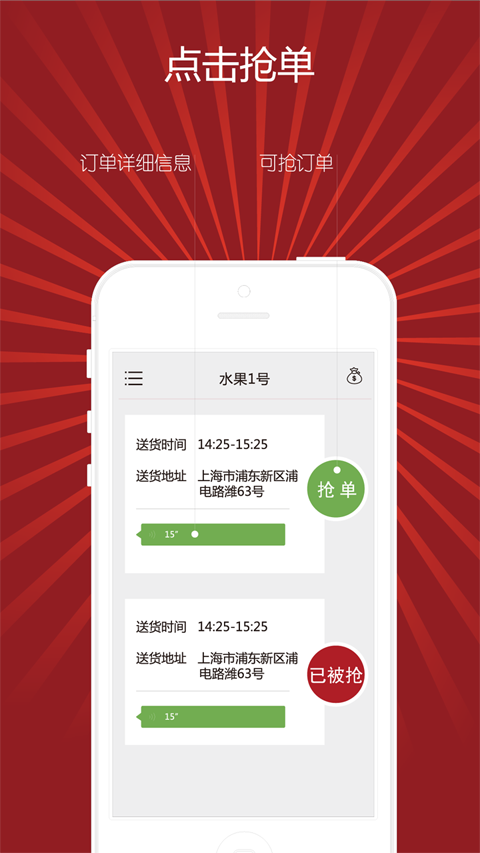 点击抢单
订单详细信息 可抢订单
水果1号
送货时间 14:25-15:25
送货地址 上海市浦东新区浦
电路潍63号
抢 单
15"
送货时间 14:25-15:25
送货地址 上海市浦东新区浦
电路潍63号
已被抢
15"